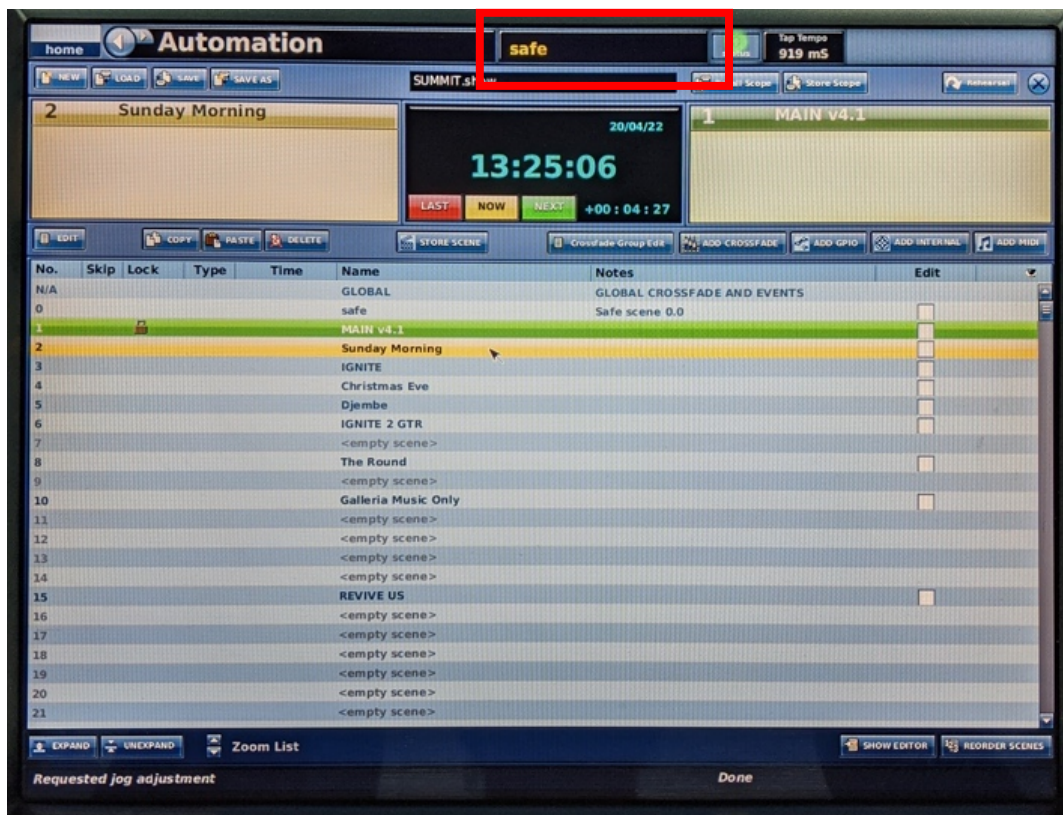 home Automation safe status Tap Tempo 919 mS
NEW LOAD SAVE SAVE AS SUMMIT.show Scope Store Scope Rehearsal
2 Sunday Morning
20/04/22
13:25:06
LAST NOW NEXT +00 : 04 : 27
1 MAIN v4.1
EDIT COPY PASTE DELETE STORE SCENE Crossfade Group Edit ADD CROSSFADE ADD GPIO ADD INTERNAL ADD MIDI
No. Skip Lock Type Time Name Notes Edit
N/A GLOBAL GLOBAL CROSSFADE AND EVENTS
0 safe Safe scene 0.0
1 MAIN v4.1
2 Sunday Morning
3 IGNITE
4 Christmas Eve
5 Djembe
6 IGNITE 2 GTR
7 <empty scene>
8 The Round
9 <empty scene>
10 Galleria Music Only
11 <empty scene>
12 <empty scene>
13 <empty scene>
14 <empty scene>
15 REVIVE US
16 <empty scene>
17 <empty scene>
18 <empty scene>
19 <empty scene>
20 <empty scene>
21 <empty scene>
EXPAND UNEXPAND Zoom List SHOW EDITOR REORDER SCENES
Requested jog adjustment Done